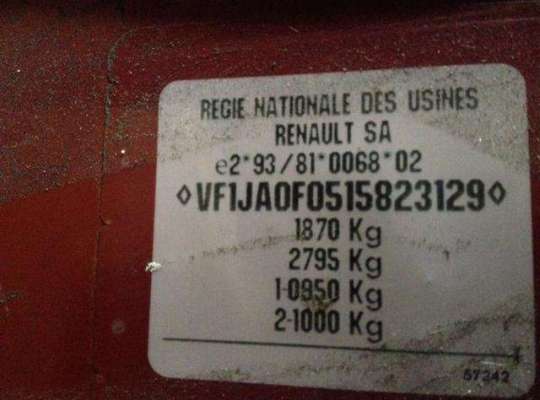 REGIE NATIONALE DES USINES
RENAULT SA
e2*93/81*0068*02
◊VF1JA0F0515823129◊
1870 Kg
2795 Kg
1-0950 Kg
2-1000 Kg
57242